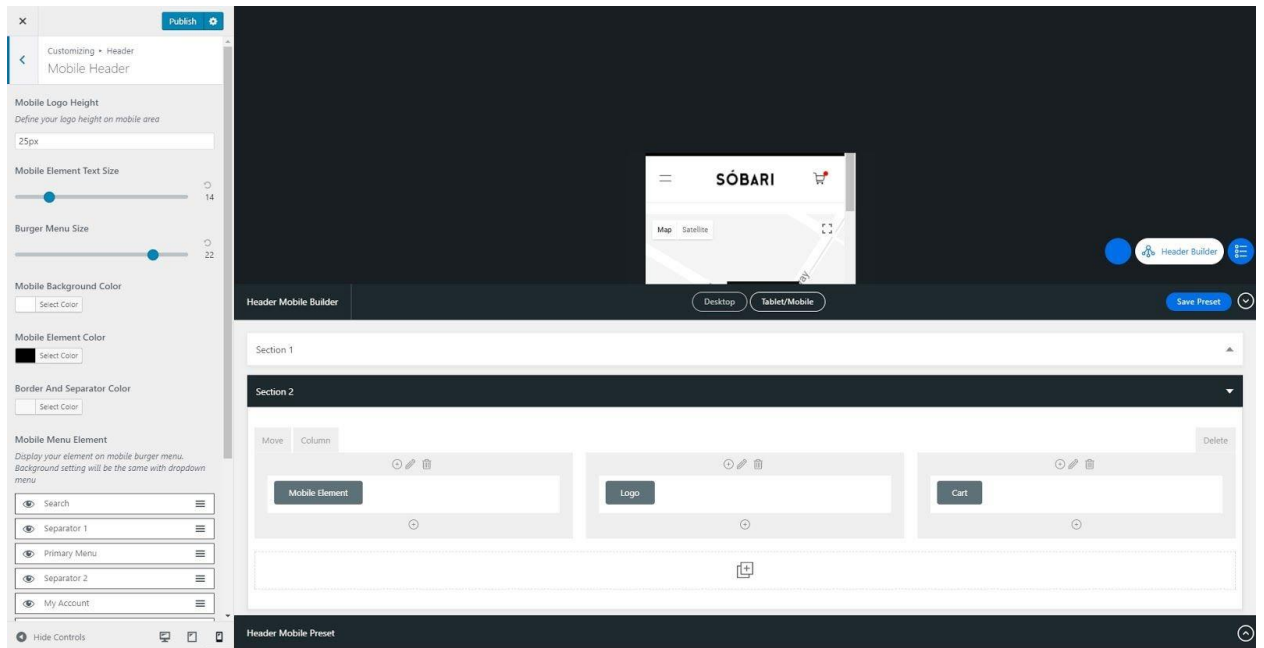 Publish
Customizing • Header
Mobile Header
Mobile Logo Height
Define your logo height on mobile area
25px
Mobile Element Text Size
14
Burger Menu Size
22
Mobile Background Color
Select Color
Mobile Element Color
Select Color
Border And Separator Color
Select Color
Mobile Menu Element
Display your element on mobile burger menu.
Background setting will be the same with dropdown
menu
Search
Separator 1
Primary Menu
Separator 2
My Account
Hide Controls
SÓBARI
Map Satellite
Header Builder
Header Mobile Builder
Desktop Tablet/Mobile
Save Preset
Section 1
Section 2
Move Column Delete
Mobile Element Logo Cart
Header Mobile Preset